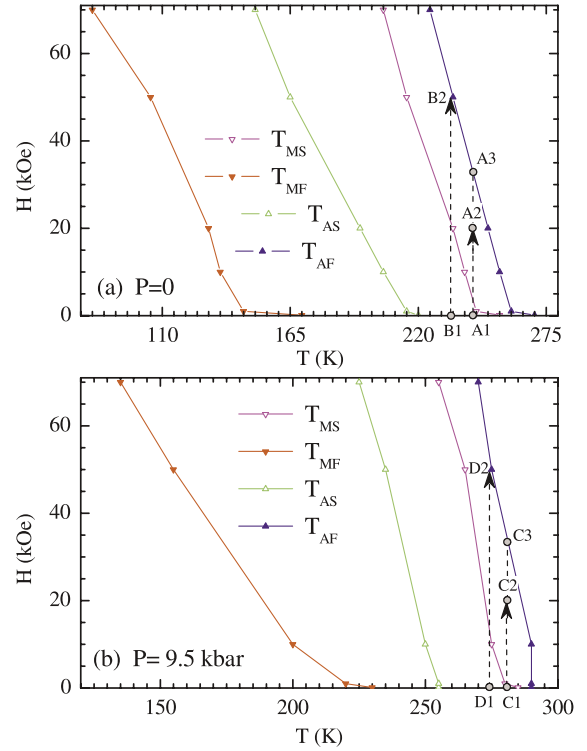 60
40
20
0
H (kOe)
B2
A3
A2
T_MS
T_MF
T_AS
T_AF
(a) P=0
B1 A1
110 165 220 275
T (K)
60
40
20
0
H (kOe)
T_MS
T_MF
T_AS
T_AF
D2
C3
C2
(b) P= 9.5 kbar
D1 C1
150 200 250 300
T (K)